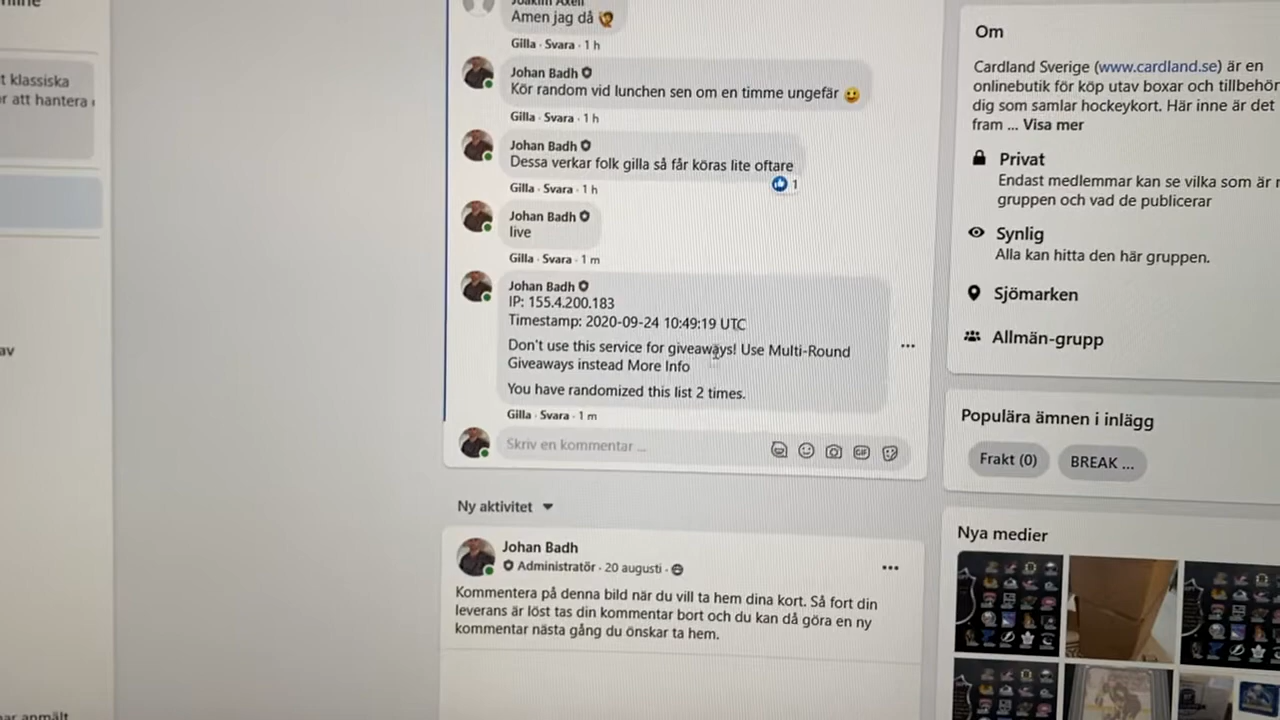 t klassiska
r att hantera
av
Amen jag då 🤦
Gilla · Svara · 1 h
Johan Badh
Kör random vid lunchen sen om en timme ungefär 😃
Gilla · Svara · 1 h
Johan Badh
Dessa verkar folk gilla så får köras lite oftare
1
Gilla · Svara · 1 h
Johan Badh
live
Gilla · Svara · 1 m
Johan Badh
IP: 155.4.200.183
Timestamp: 2020-09-24 10:49:19 UTC
Don't use this service for giveaways! Use Multi-Round
Giveaways instead More Info
You have randomized this list 2 times.
Gilla · Svara · 1 m
Skriv en kommentar ...
GIF
Ny aktivitet
Johan Badh
Administratör · 20 augusti ·
Kommentera på denna bild när du vill ta hem dina kort. Så fort din
leverans är löst tas din kommentar bort och du kan då göra en ny
kommentar nästa gång du önskar ta hem.
Om
Cardland Sverige (www.cardland.se) är en
onlinebutik för köp utav boxar och tillbehör
dig som samlar hockeykort. Här inne är det
fram ... Visa mer
Privat
Endast medlemmar kan se vilka som är
gruppen och vad de publicerar
Synlig
Alla kan hitta den här gruppen.
Sjömarken
Allmän-grupp
Populära ämnen i inlägg
Frakt (0)
BREAK ...
Nya medier